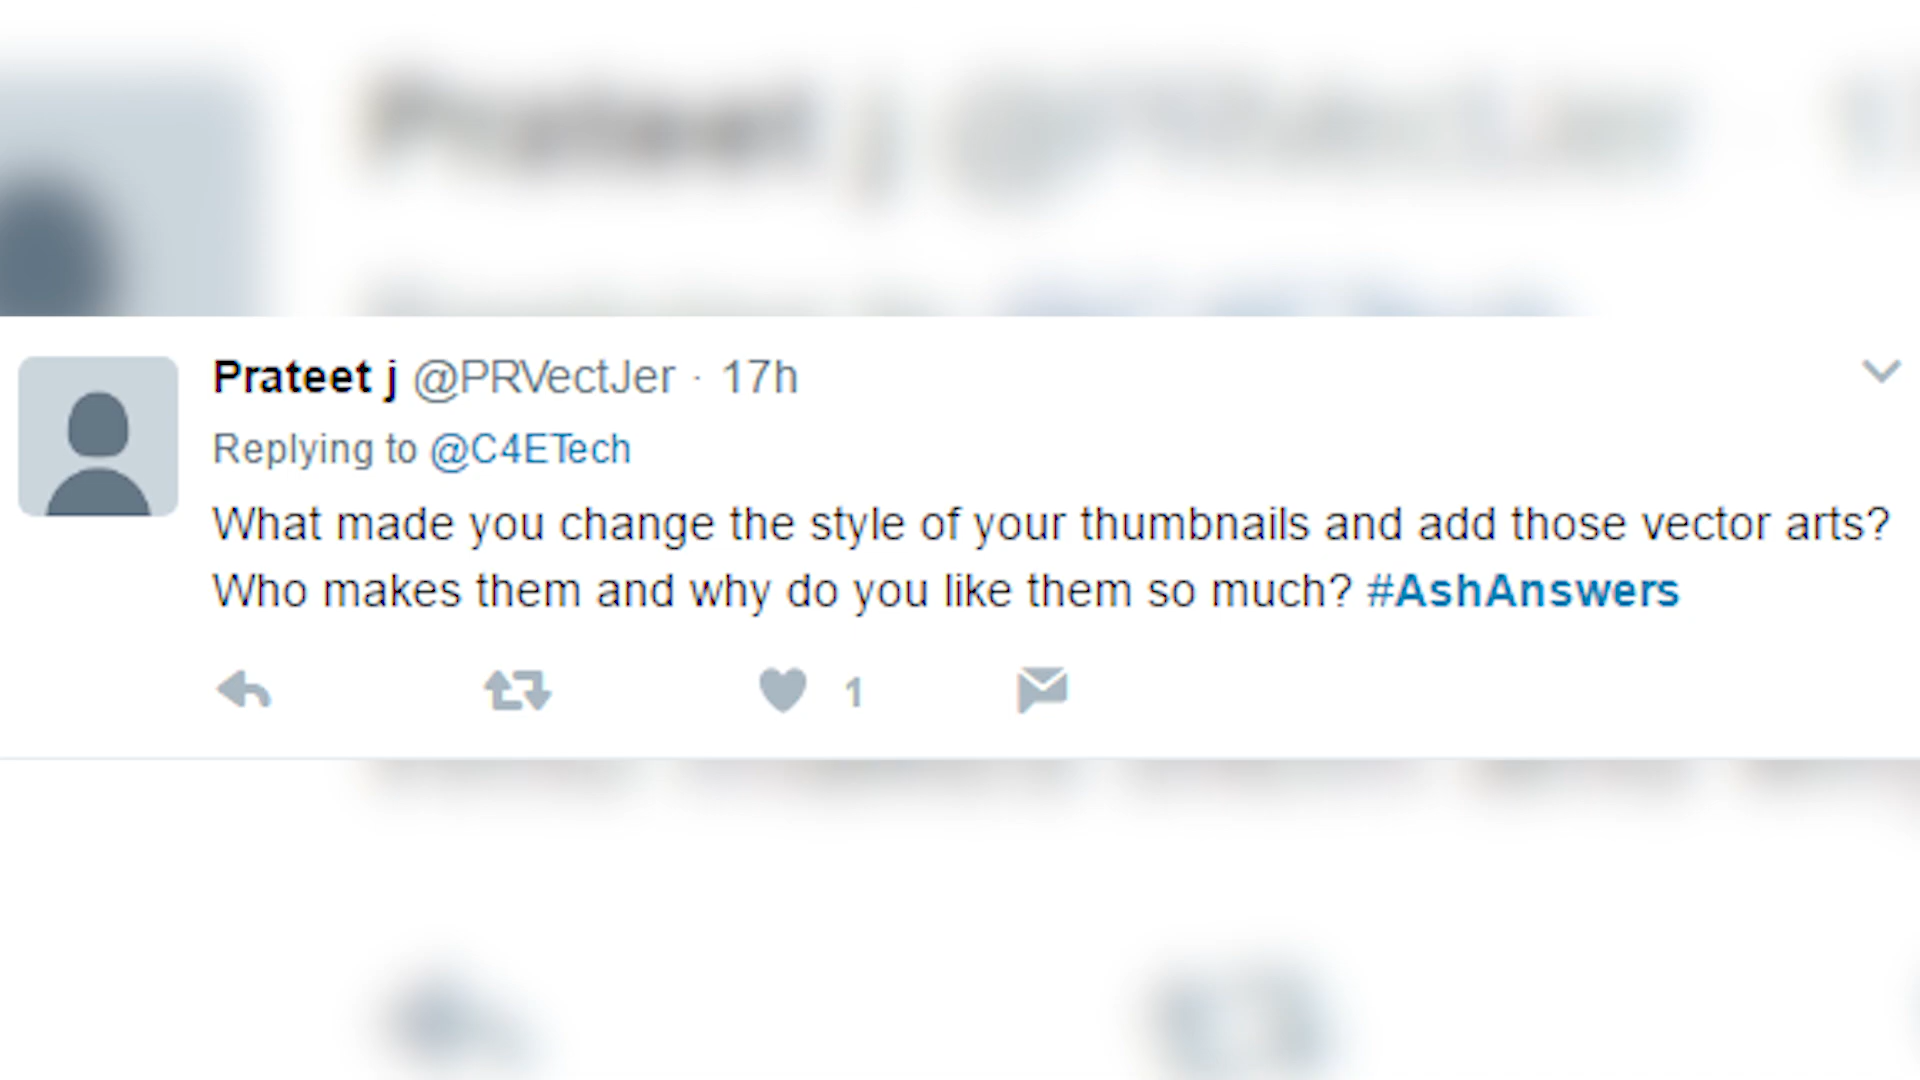 Prateet j @PRVectJer · 17h
Replying to @C4ETech
What made you change the style of your thumbnails and add those vector arts?
Who makes them and why do you like them so much? #AshAnswers
1